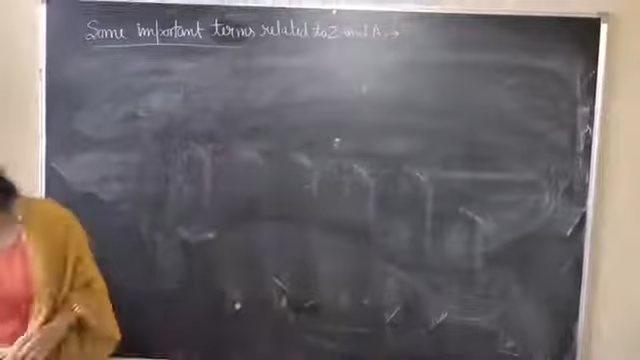 Some important terms related to Z and A →